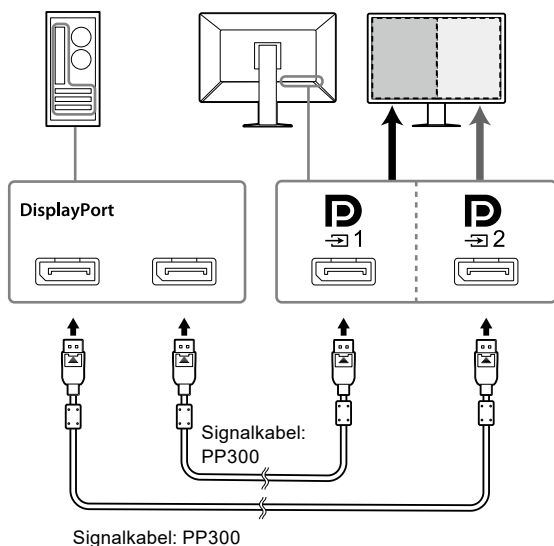 DisplayPort
1
2
Signalkabel:
PP300
Signalkabel: PP300